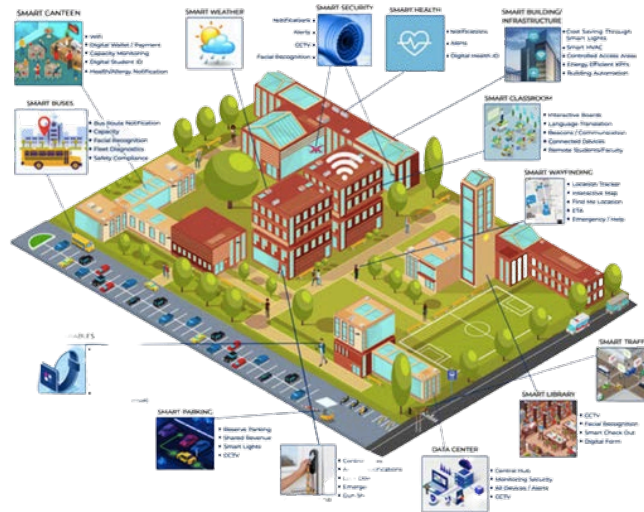 SMART CANTEEN
WiFi
Digital Wallet / Payment
Capacity Monitoring
Digital Student ID
Health/Allergy Notification
SMART WEATHER
SMART SECURITY
Notifications
Alerts
CCTV
Facial Recognition
SMART HEALTH
Notifications
Alerts
Digital Health ID
SMART BUILDING/
INFRASTRUCTURE
Cost Saving Through
Smart Lights
Smart HVAC
Controlled Access Areas
Energy Efficient KPI's
Building Automation
SMART BUSES
Bus Route Notification
Capacity
Facial Recognition
Fleet Diagnostics
Safety Compliance
SMART CLASSROOM
Interactive Boards
Language Translation
Beacons / Communication
Connected Devices
Remote Students/Faculty
SMART WAYFINDING
Location Tracker
Interactive Map
Find Me Location
ETA
Emergency / Help
SMART PARKING
Reserve Parking
Shared Revenue
Smart Lights
CCTV
DATA CENTER
Central Hub
Monitoring Security
All Devices / Alerts
CCTV
SMART LIBRARY
CCTV
Facial Recognition
Smart Check Out
Digital Form
SMART TRAFF